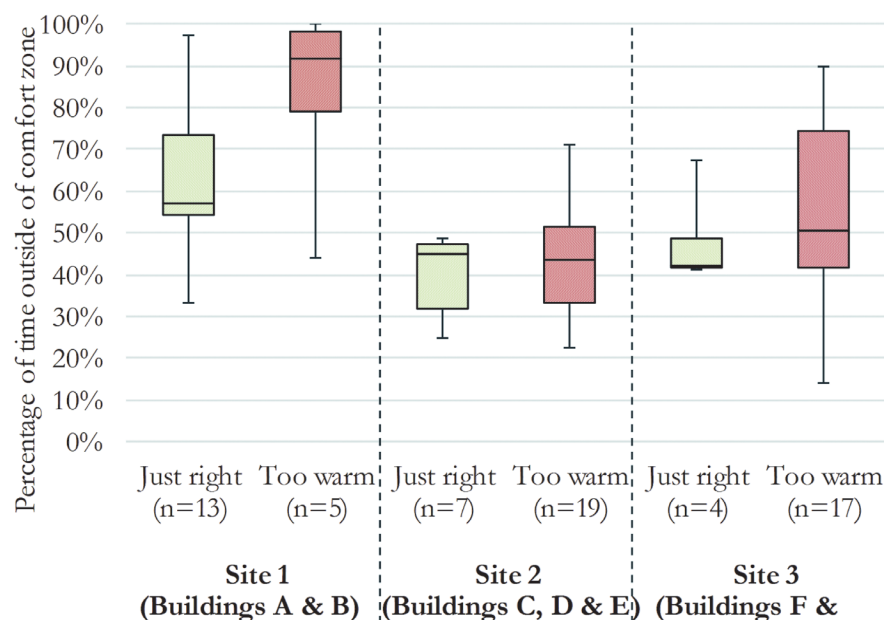 Percentage of time outside of comfort zone
100%
90%
80%
70%
60%
50%
40%
30%
20%
10%
0%
Just right Too warm Just right Too warm Just right Too warm
(n=13) (n=5) (n=7) (n=19) (n=4) (n=17)
Site 1 Site 2 Site 3
(Buildings A & B) (Buildings C, D & E) (Buildings F &